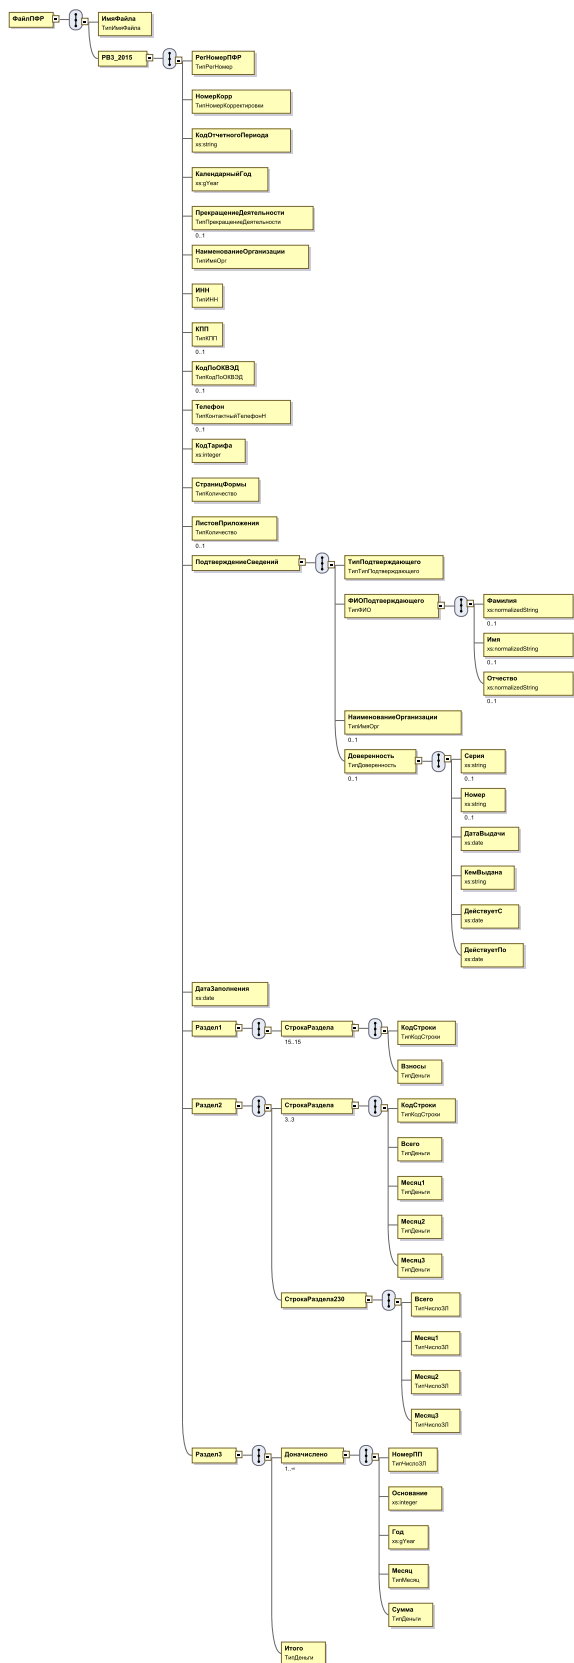 ФайлПФР
ИмяФайла
ТипИмяФайла
РВ3_2015
РегНомерПФР
ТипРегНомер
НомерКорр
ТипНомерКорректировки
КодОтчетногоПериода
xs:string
КалендарныйГод
xs:gYear
ПрекращениеДеятельности
ТипПрекращениеДеятельности
0..1
НаименованиеОрганизации
ТипИмяОрг
ИНН
ТипИНН
КПП
ТипКПП
0..1
КодПоОКВЭД
ТипКодПоОКВЭД
0..1
Телефон
ТипКонтактныйТелефонН
0..1
КодТарифа
xs:integer
СтраницФормы
ТипКоличество
ЛистовПриложения
ТипКоличество
0..1
ПодтверждениеСведений
ТипПодтверждающего
ТипТипПодтверждающего
ФИОПодтверждающего
ТипФИО
Фамилия
xs:normalizedString
0..1
Имя
xs:normalizedString
0..1
Отчество
xs:normalizedString
0..1
НаименованиеОрганизации
ТипИмяОрг
0..1
Доверенность
ТипДоверенность
0..1
Серия
xs:string
0..1
Номер
xs:string
0..1
ДатаВыдачи
xs:date
КемВыдана
xs:string
ДействуетС
xs:date
ДействуетПо
xs:date
ДатаЗаполнения
xs:date
Раздел1
СтрокаРаздела
15..15
КодСтроки
ТипКодСтроки
Взносы
ТипДеньги
Раздел2
СтрокаРаздела
3..3
КодСтроки
ТипКодСтроки
Всего
ТипДеньги
Месяц1
ТипДеньги
Месяц2
ТипДеньги
Месяц3
ТипДеньги
СтрокаРаздела230
Всего
ТипЧислоЗЛ
Месяц1
ТипЧислоЗЛ
Месяц2
ТипЧислоЗЛ
Месяц3
ТипЧислоЗЛ
Раздел3
Доначислено
1..∞
НомерПП
ТипЧислоЗЛ
Основание
xs:integer
Год
xs:gYear
Месяц
ТипМесяц
Сумма
ТипДеньги
Итого
ТипДеньги